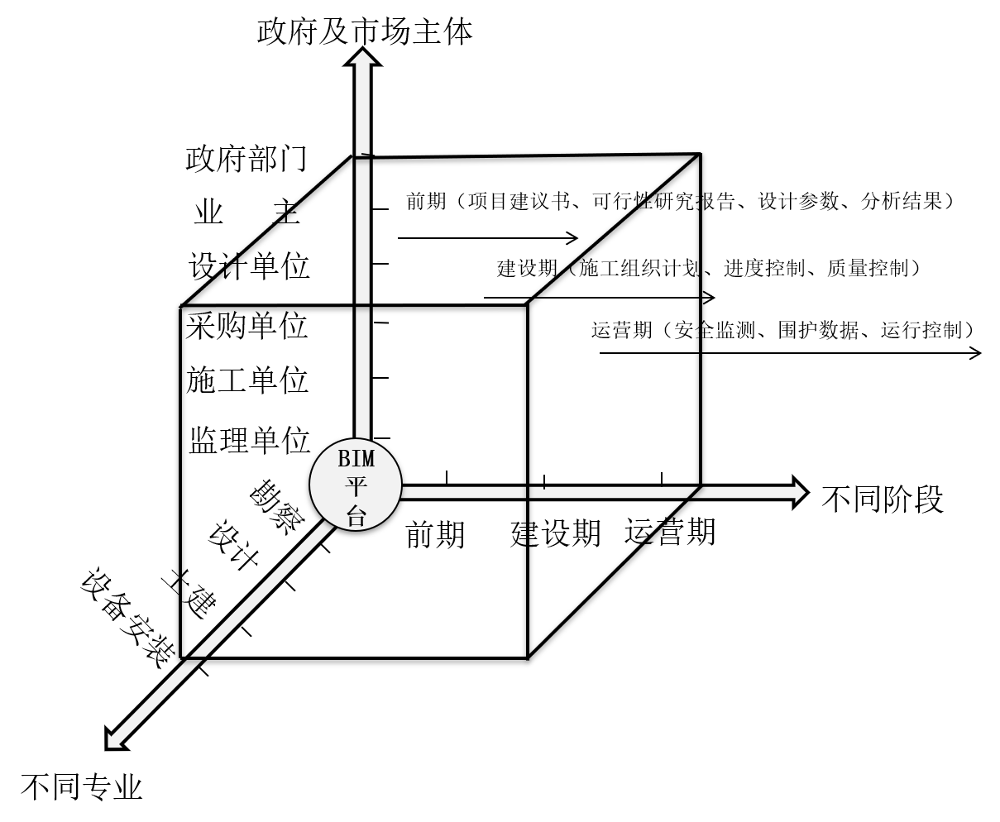 政府及市场主体
政府部门
业 主
前期（项目建议书、可行性研究报告、设计参数、分析结果）
设计单位
建设期（施工组织计划、进度控制、质量控制）
采购单位
运营期（安全监测、围护数据、运行控制）
施工单位
监理单位
BIM
平
台
不同阶段
前期
建设期
运营期
勘察
设计
土建
设备安装
不同专业